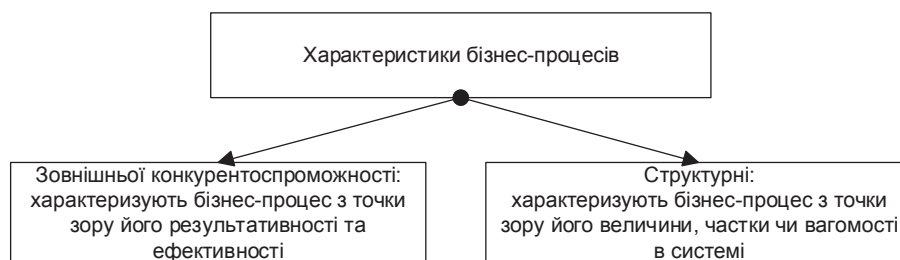 Характеристики бізнес-процесів
Зовнішньої конкурентоспроможності:
характеризують бізнес-процес з точки
зору його результативності та
ефективності
Структурні:
характеризують бізнес-процес з точки
зору його величини, частки чи вагомості
в системі